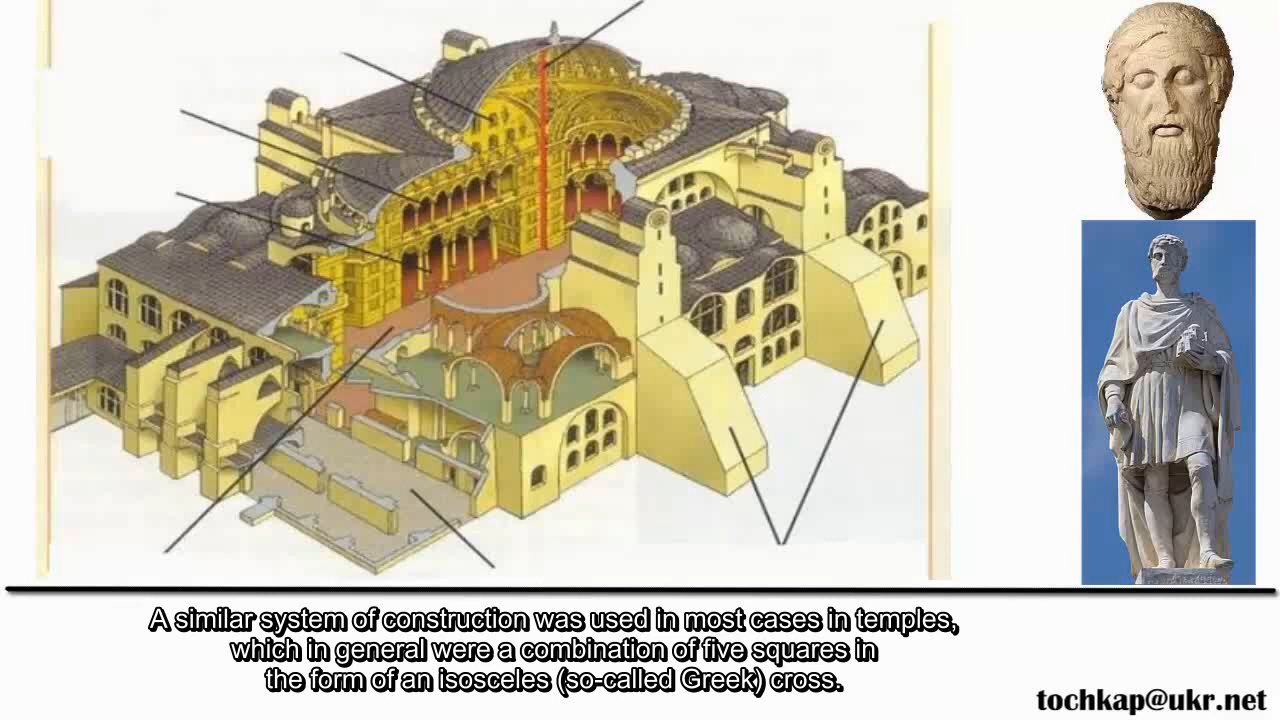 A similar system of construction was used in most cases in temples,
which in general were a combination of five squares in
the form of an isosceles (so-called Greek) cross.
tochkap@ukr.net